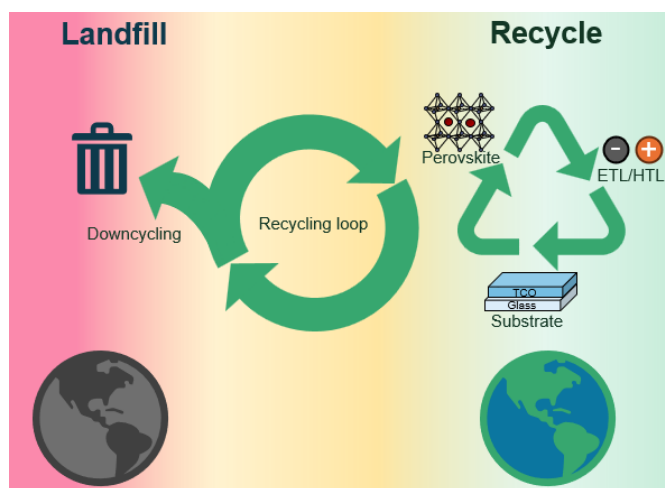 Landfill
Recycle
Perovskite
− +
ETL/HTL
Downcycling
Recycling loop
TCO
Glass
Substrate